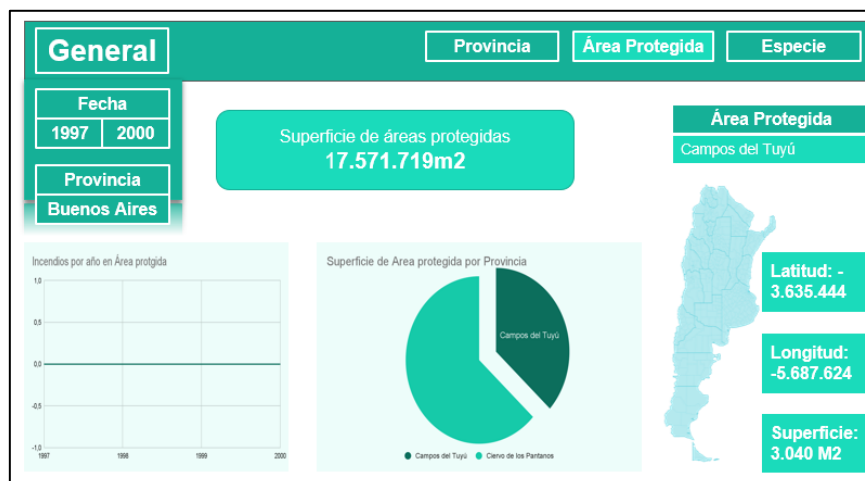 General
Provincia
Área Protegida
Especie
Fecha
1997 2000
Provincia
Buenos Aires
Superficie de áreas protegidas
17.571.719m2
Área Protegida
Campos del Tuyú
Incendios por año en Área protgida
1,0
0,5
0,0
-0,5
-1,0
1997 1998 1999 2000
Superficie de Area protegida por Provincia
Campos del Tuyú
Campos del Tuyú Ciervo de los Pantanos
Latitud: -
3.635.444
Longitud:
-5.687.624
Superficie:
3.040 M2